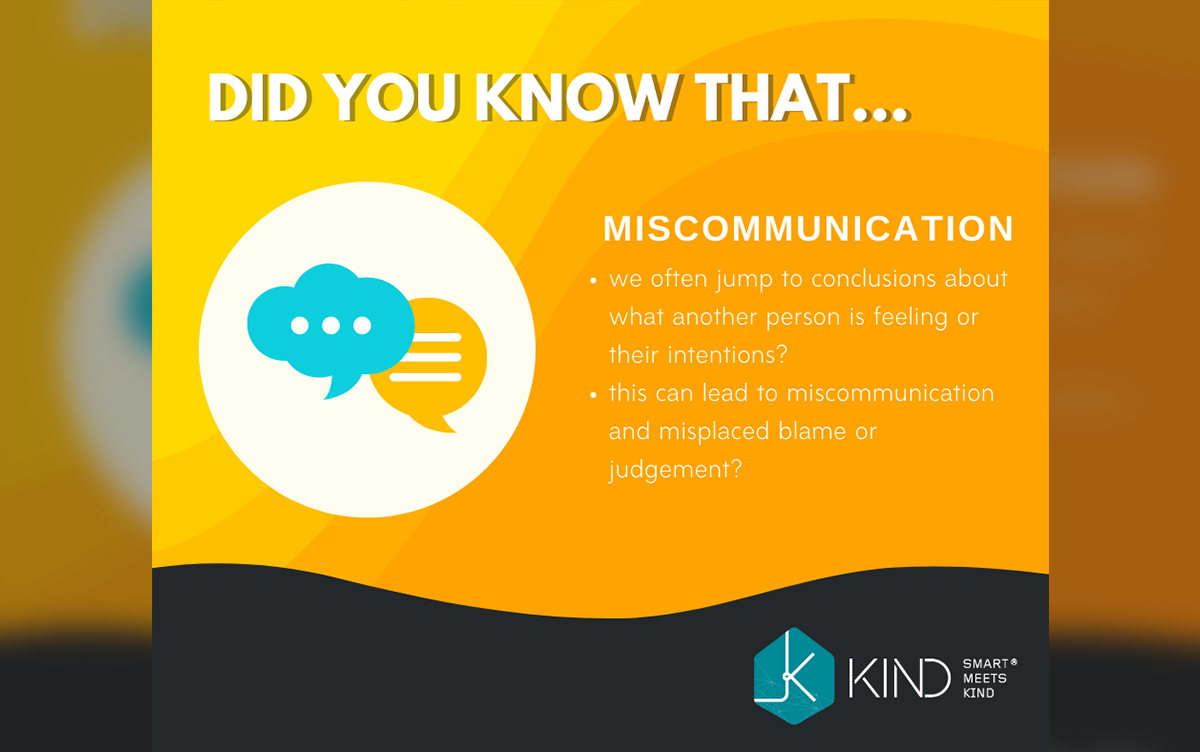 DID YOU KNOW THAT...
MISCOMMUNICATION
• we often jump to conclusions about
what another person is feeling or
their intentions?
• this can lead to miscommunication
and misplaced blame or
judgement?
K KIND SMART®
MEETS
KIND